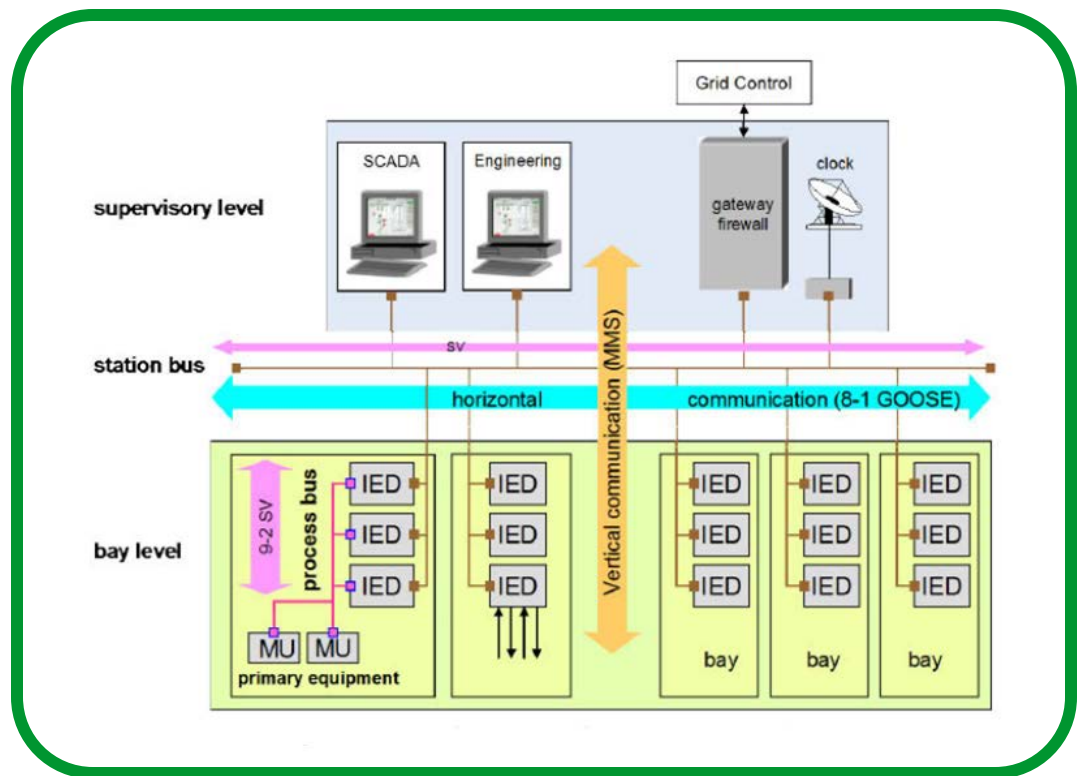 Grid Control
SCADA
Engineering
clock
gateway
firewall
supervisory level
SV
station bus
horizontal
communication (8-1 GOOSE)
Vertical communication (MMS)
bay level
9-2 SV
process bus
IED
IED
IED
MU
MU
primary equipment
IED
IED
IED
IED
IED
IED
bay
IED
IED
IED
bay
IED
IED
IED
bay